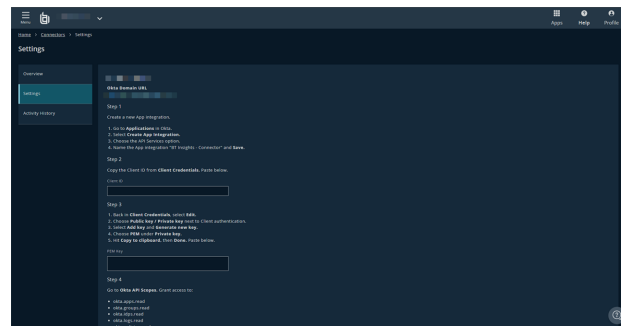 Menu
Apps
Help
Profile
Home > Connectors > Settings
Settings
Overview
Settings
Activity History
Okta Domain URL
Step 1
Create a new App Integration.
1. Go to Applications in Okta.
2. Select Create App Integration.
3. Choose the API Services option.
4. Name the App Integration "BT Insights - Connector" and Save.
Step 2
Copy the Client ID from Client Credentials. Paste below.
Client ID
Step 3
1. Back in Client Credentials, select Edit.
2. Choose Public key / Private key next to Client authentication.
3. Select Add key and Generate new key.
4. Choose PEM under Private key.
5. Hit Copy to clipboard, then Done. Paste below.
PEM Key
Step 4
Go to Okta API Scopes. Grant access to:
• okta.apps.read
• okta.groups.read
• okta.idps.read
• okta.logs.read